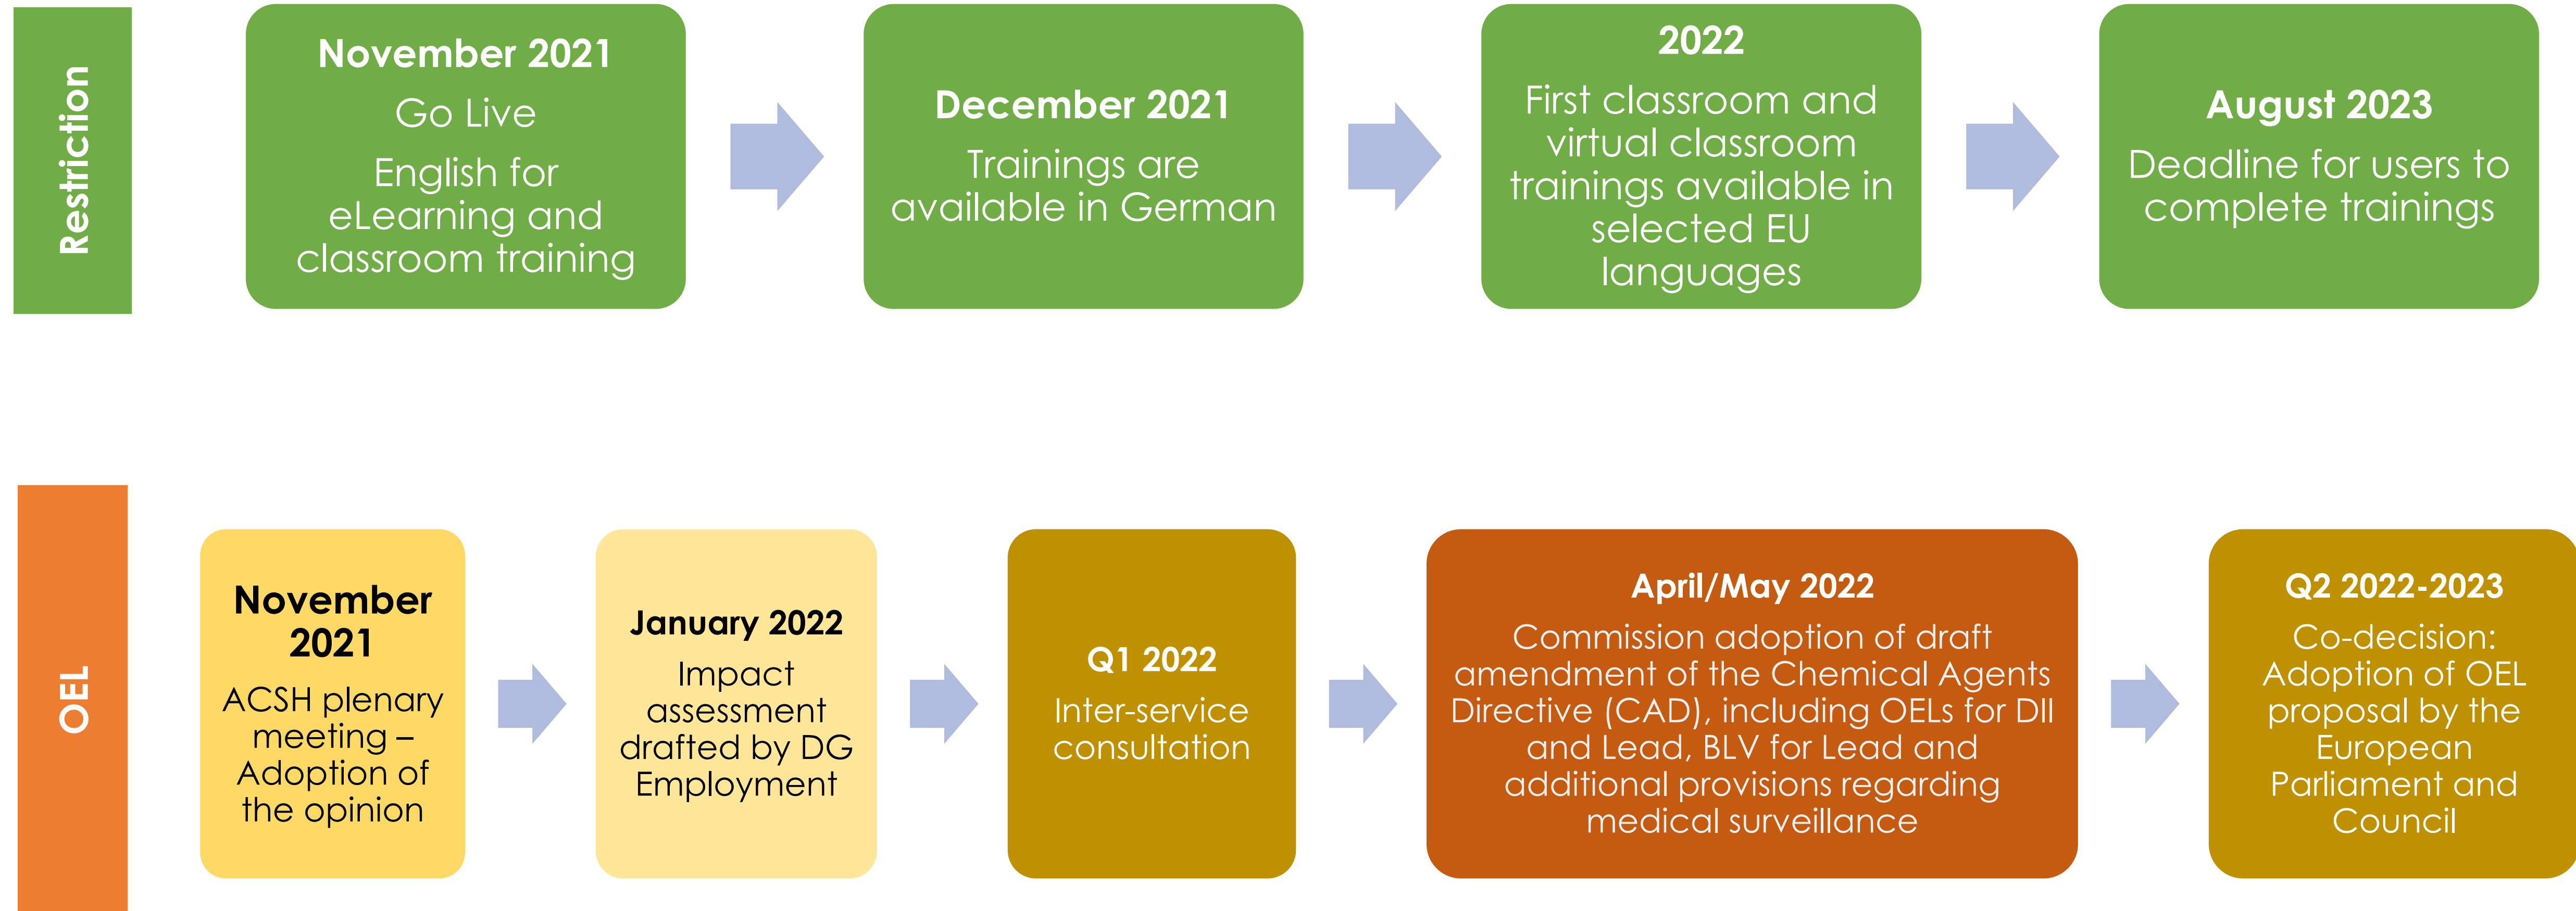 Restriction
November 2021
Go Live
English for
eLearning and
classroom training
December 2021
Trainings are
available in German
2022
First classroom and
virtual classroom
trainings available in
selected EU
languages
August 2023
Deadline for users to
complete trainings
OEL
November
2021
ACSH plenary
meeting –
Adoption of
the opinion
January 2022
Impact
assessment
drafted by DG
Employment
Q1 2022
Inter-service
consultation
April/May 2022
Commission adoption of draft
amendment of the Chemical Agents
Directive (CAD), including OELs for DII
and Lead, BLV for Lead and
additional provisions regarding
medical surveillance
Q2 2022-2023
Co-decision:
Adoption of OEL
proposal by the
European
Parliament and
Council